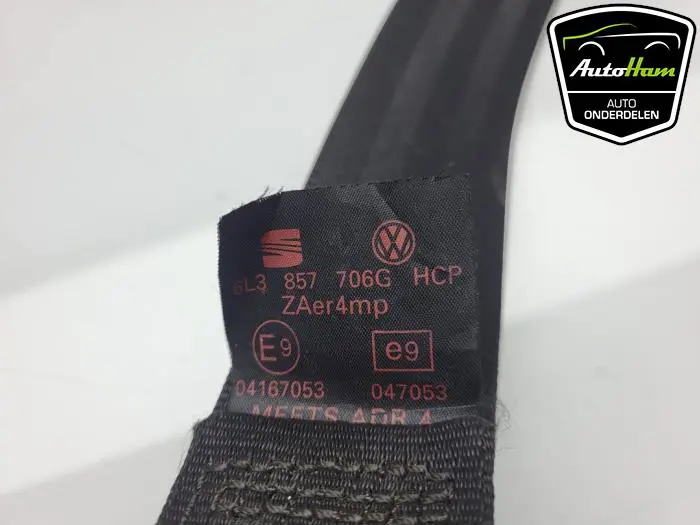 AutoHam
AUTO
ONDERDELEN
6L3 857 706G HCP
ZAer4mp
E9 e9
04167053 047053
MEETS ADR 4